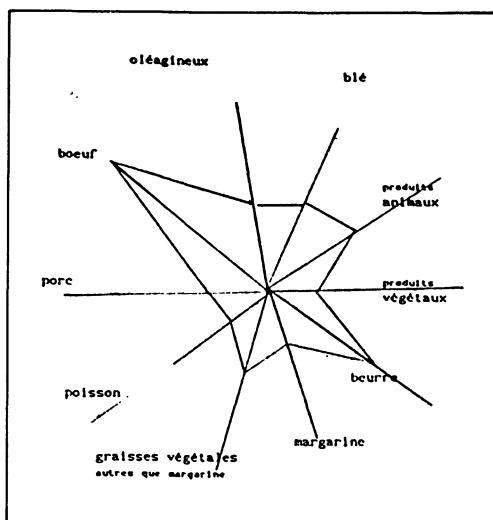 oléagineux
blé
boeuf
produits
animaux
porc
produits
végétaux
beurre
poisson
margarine
graisses végétales
autres que margarine